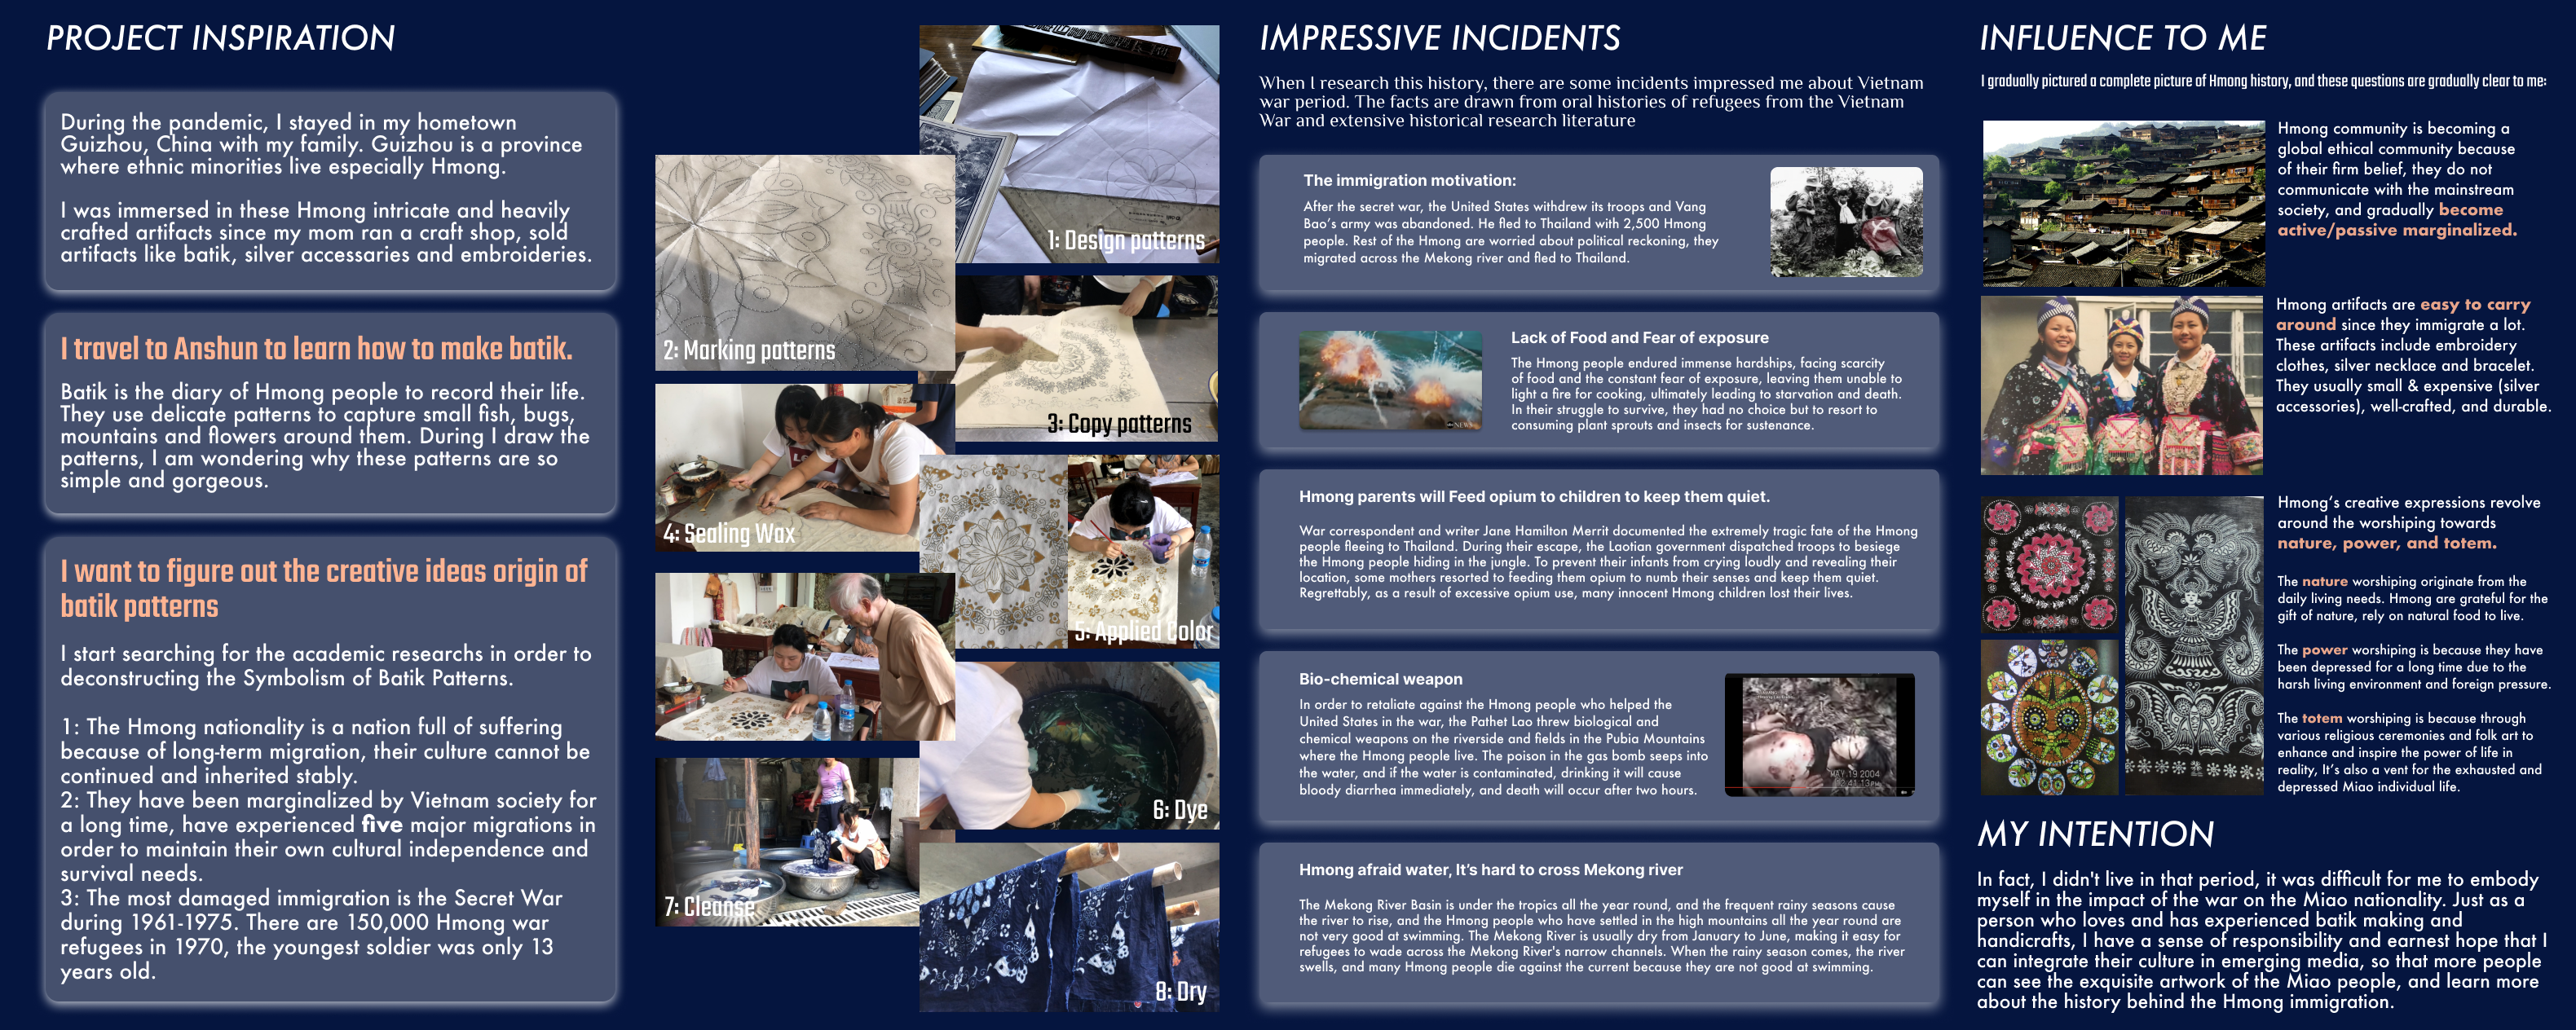 PROJECT INSPIRATION
During the pandemic, I stayed in my hometown
Guizhou, China with my family. Guizhou is a province
where ethnic minorities live especially Hmong.
I was immersed in these Hmong intricate and heavily
crafted artifacts since my mom ran a craft shop, sold
artifacts like batik, silver accessaries and embroideries.
I travel to Anshun to learn how to make batik.
Batik is the diary of Hmong people to record their life.
They use delicate patterns to capture small fish, bugs,
mountains and flowers around them. During I draw the
patterns, I am wondering why these patterns are so
simple and gorgeous.
I want to figure out the creative ideas origin of
batik patterns
I start searching for the academic researchs in order to
deconstructing the Symbolism of Batik Patterns.
1: The Hmong nationality is a nation full of suffering
because of long-term migration, their culture cannot be
continued and inherited stably.
2: They have been marginalized by Vietnam society for
a long time, have experienced five major migrations in
order to maintain their own cultural independence and
survival needs.
3: The most damaged immigration is the Secret War
during 1961-1975. There are 150,000 Hmong war
refugees in 1970, the youngest soldier was only 13
years old.
1: Design patterns
2: Marking patterns
3: Copy patterns
4: Sealing Wax
5: Applied Color
6: Dye
7: Cleanse
8: Dry
IMPRESSIVE INCIDENTS
When I research this history, there are some incidents impressed me about Vietnam
war period. The facts are drawn from oral histories of refugees from the Vietnam
War and extensive historical research literature
The immigration motivation:
After the secret war, the United States withdrew its troops and Vang
Bao's army was abandoned. He fled to Thailand with 2,500 Hmong
people. Rest of the Hmong are worried about political reckoning, they
migrated across the Mekong river and fled to Thailand.
Lack of Food and Fear of exposure
The Hmong people endured immense hardships, facing scarcity
of food and the constant fear of exposure, leaving them unable to
light a fire for cooking, ultimately leading to starvation and death.
In their struggle to survive, they had no choice but to resort to
consuming plant sprouts and insects for sustenance.
NEWS
Hmong parents will Feed opium to children to keep them quiet.
War correspondent and writer Jane Hamilton Merrit documented the extremely tragic fate of the Hmong
people fleeing to Thailand. During their escape, the Laotian government dispatched troops to besiege
the Hmong people hiding in the jungle. To prevent their infants from crying loudly and revealing their
location, some mothers resorted to feeding them opium to numb their senses and keep them quiet.
Regrettably, as a result of excessive opium use, many innocent Hmong children lost their lives.
Bio-chemical weapon
In order to retaliate against the Hmong people who helped the
United States in the war, the Pathet Lao threw biological and
chemical weapons on the riverside and fields in the Pubia Mountains
where the Hmong people live. The poison in the gas bomb seeps into
the water, and if the water is contaminated, drinking it will cause
bloody diarrhea immediately, and death will occur after two hours.
MAY.19 2004
Hmong afraid water, It's hard to cross Mekong river
The Mekong River Basin is under the tropics all the year round, and the frequent rainy seasons cause
the river to rise, and the Hmong people who have settled in the high mountains all the year round are
not very good at swimming. The Mekong River is usually dry from January to June, making it easy for
refugees to wade across the Mekong River's narrow channels. When the rainy season comes, the river
swells, and many Hmong people die against the current because they are not good at swimming.
INFLUENCE TO ME
I gradually pictured a complete picture of Hmong history, and these questions are gradually clear to me:
Hmong community is becoming a
global ethical community because
of their firm belief, they do not
communicate with the mainstream
society, and gradually become
active/passive marginalized.
Hmong artifacts are easy to carry
around since they immigrate a lot.
These artifacts include embroidery
clothes, silver necklace and bracelet.
They usually small & expensive (silver
accessories), well-crafted, and durable.
Hmong's creative expressions revolve
around the worshiping towards
nature, power, and totem.
The nature worshiping originate from the
daily living needs. Hmong are grateful for the
gift of nature, rely on natural food to live.
The power worshiping is because they have
been depressed for a long time due to the
harsh living environment and foreign pressure.
The totem worshiping is because through
various religious ceremonies and folk art to
enhance and inspire the power of life in
reality, It's also a vent for the exhausted and
depressed Miao individual life.
MY INTENTION
In fact, I didn't live in that period, it was difficult for me to embody
myself in the impact of the war on the Miao nationality. Just as a
person who loves and has experienced batik making and
handicrafts, I have a sense of responsibility and earnest hope that I
can integrate their culture in emerging media, so that more people
can see the exquisite artwork of the Miao people, and learn more
about the history behind the Hmong immigration.